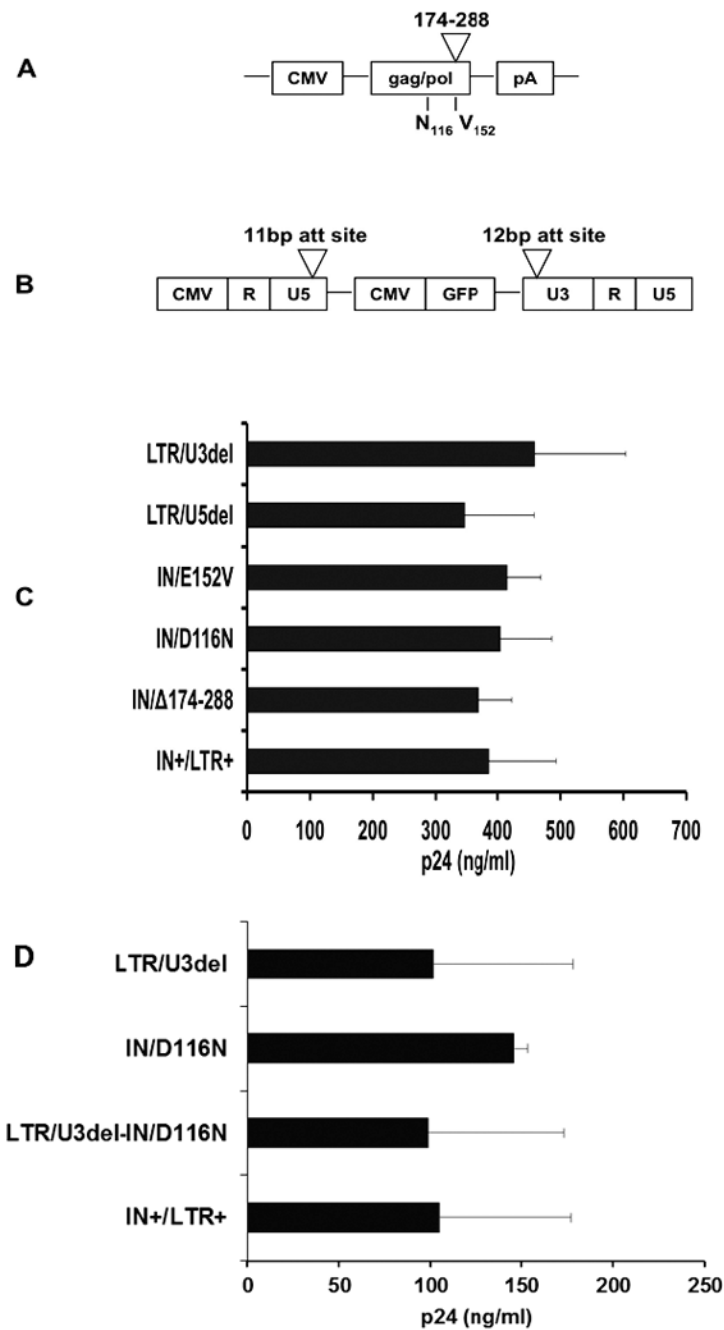 174-288
A
CMV gag/pol pA
N116 V152
11bp att site 12bp att site
B
CMV R U5 CMV GFP U3 R U5
C
LTR/U3del
LTR/U5del
IN/E152V
IN/D116N
IN/Δ174-288
IN+/LTR+
0 100 200 300 400 500 600 700
p24 (ng/ml)
D
LTR/U3del
IN/D116N
LTR/U3del-IN/D116N
IN+/LTR+
0 50 100 150 200 250
p24 (ng/ml)